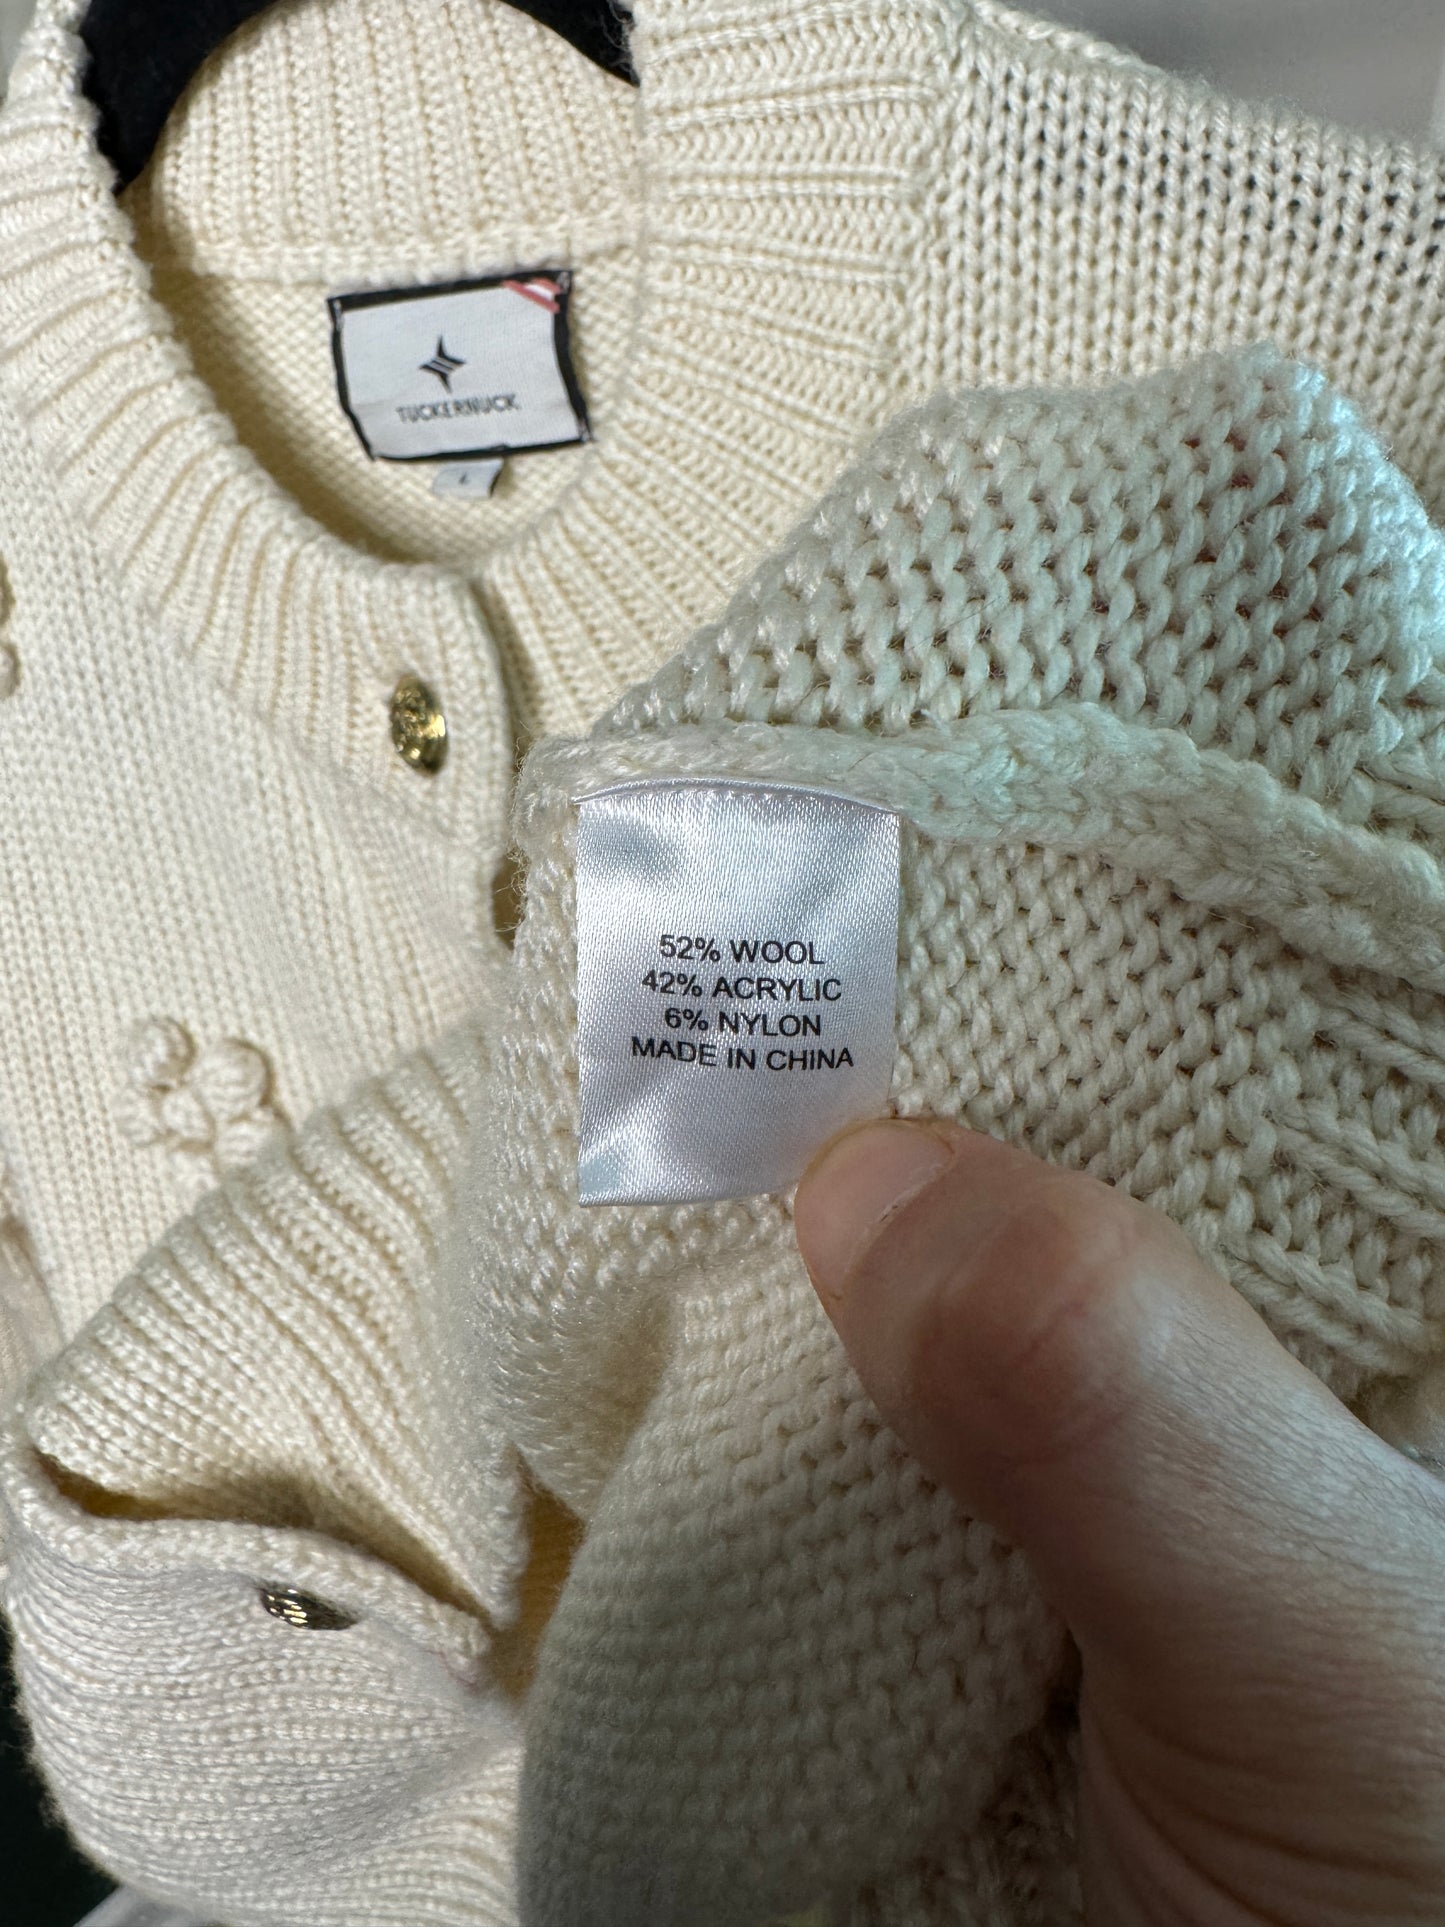 TUCKERNUCK
L
52% WOOL
42% ACRYLIC
6% NYLON
MADE IN CHINA